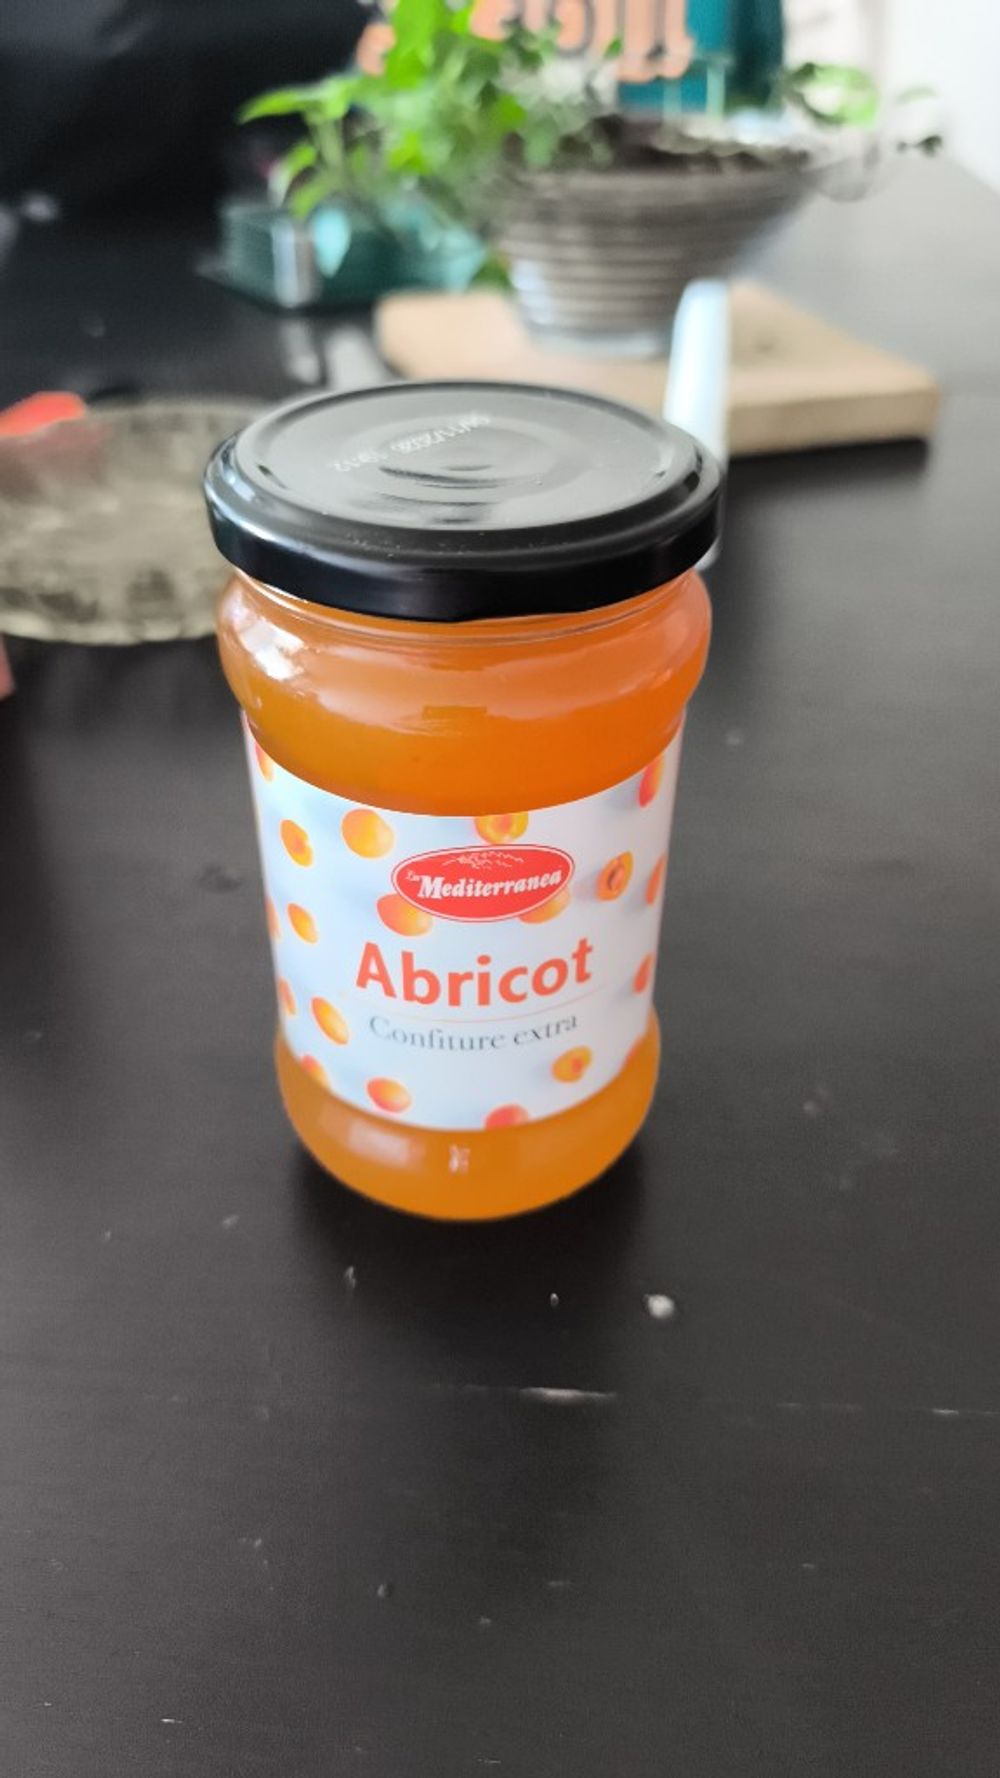 La Mediterranea
Abricot
Confiture extra